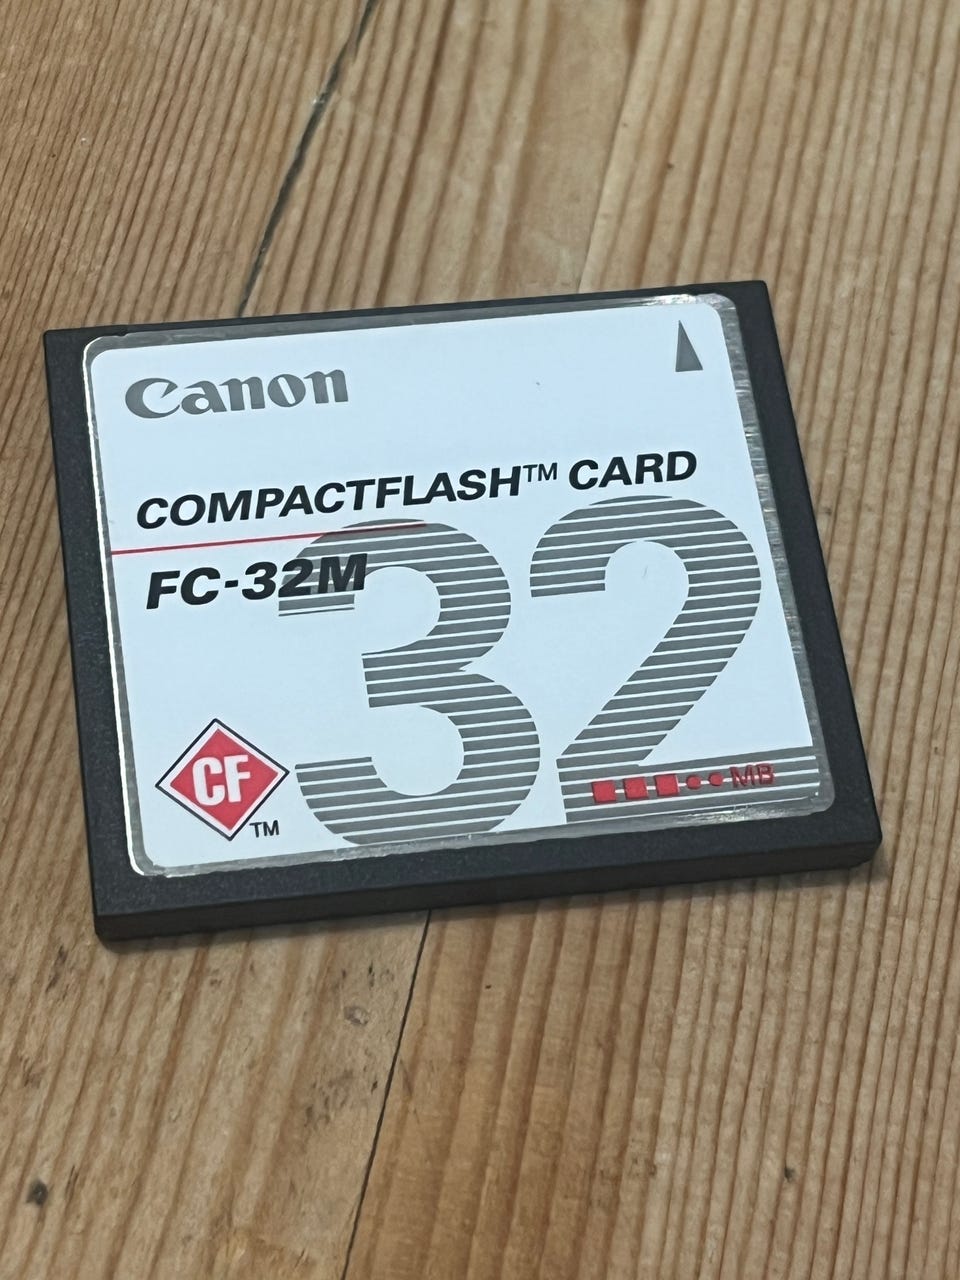 Canon
COMPACTFLASH™ CARD
FC-32M
32
MB
CF
TM